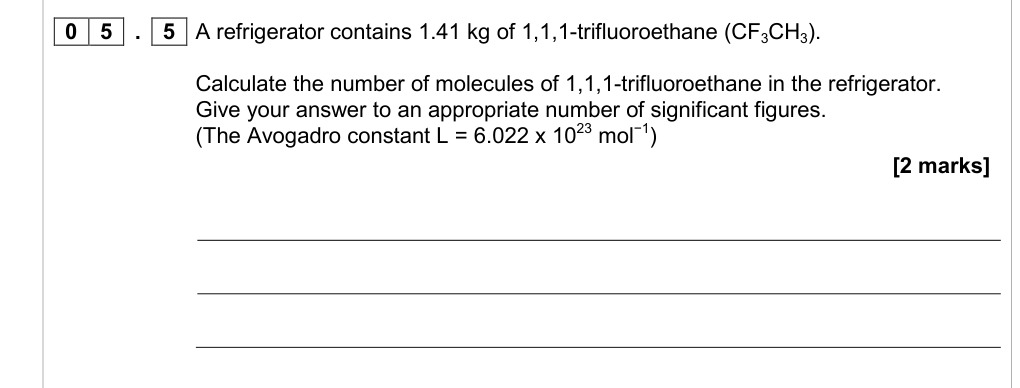 0 5 . 5 A refrigerator contains 1.41 kg of 1,1,1-trifluoroethane (CF₃CH₃).
Calculate the number of molecules of 1,1,1-trifluoroethane in the refrigerator.
Give your answer to an appropriate number of significant figures.
(The Avogadro constant L = 6.022 x 10²³ mol⁻¹)
[2 marks]